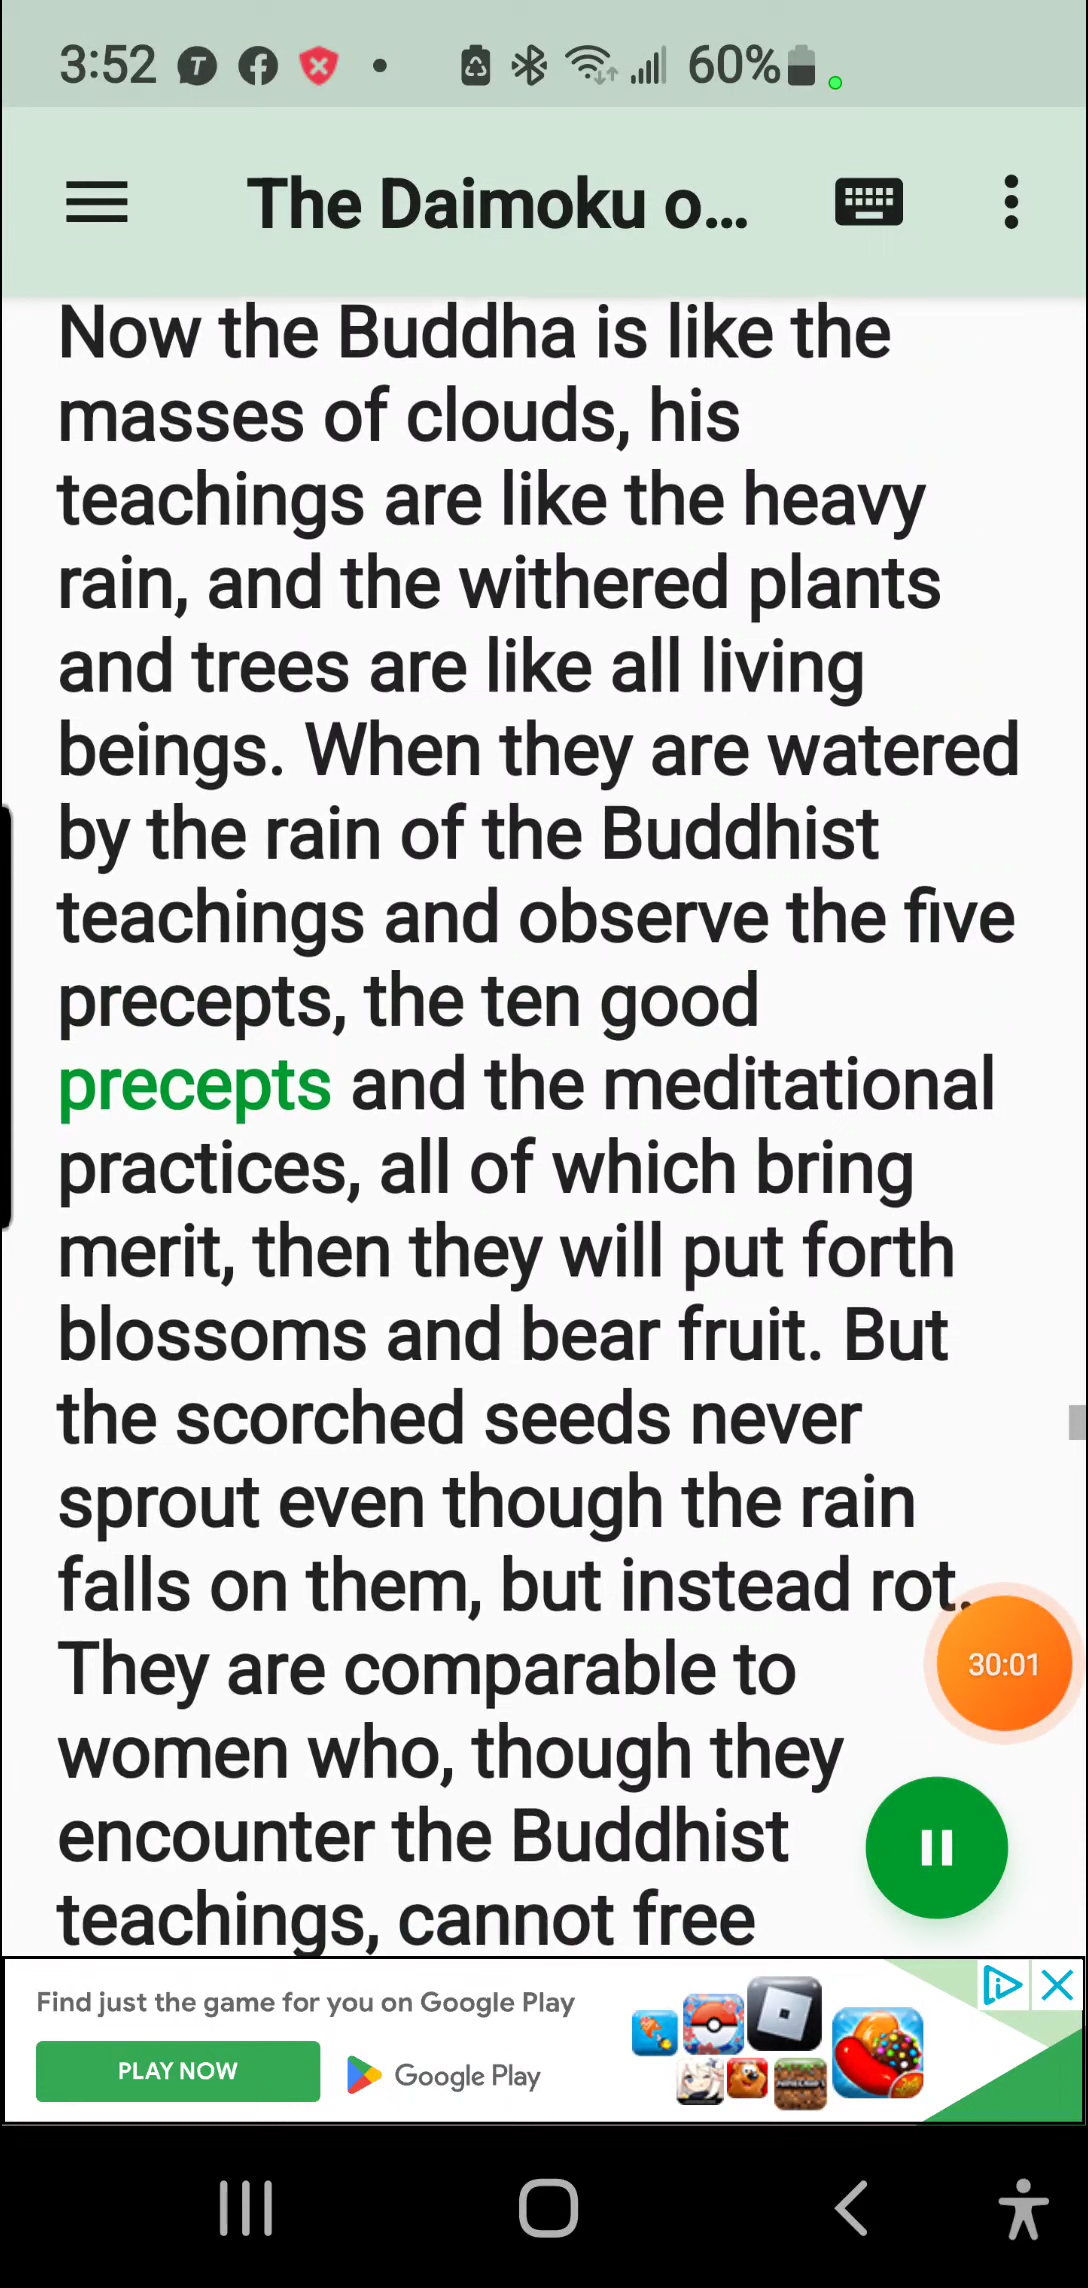 3:52
60%
The Daimoku o...
Now the Buddha is like the
masses of clouds, his
teachings are like the heavy
rain, and the withered plants
and trees are like all living
beings. When they are watered
by the rain of the Buddhist
teachings and observe the five
precepts, the ten good
precepts and the meditational
practices, all of which bring
merit, then they will put forth
blossoms and bear fruit. But
the scorched seeds never
sprout even though the rain
falls on them, but instead rot.
They are comparable to
30:01
women who, though they
encounter the Buddhist
teachings, cannot free
Find just the game for you on Google Play
PLAY NOW
Google Play